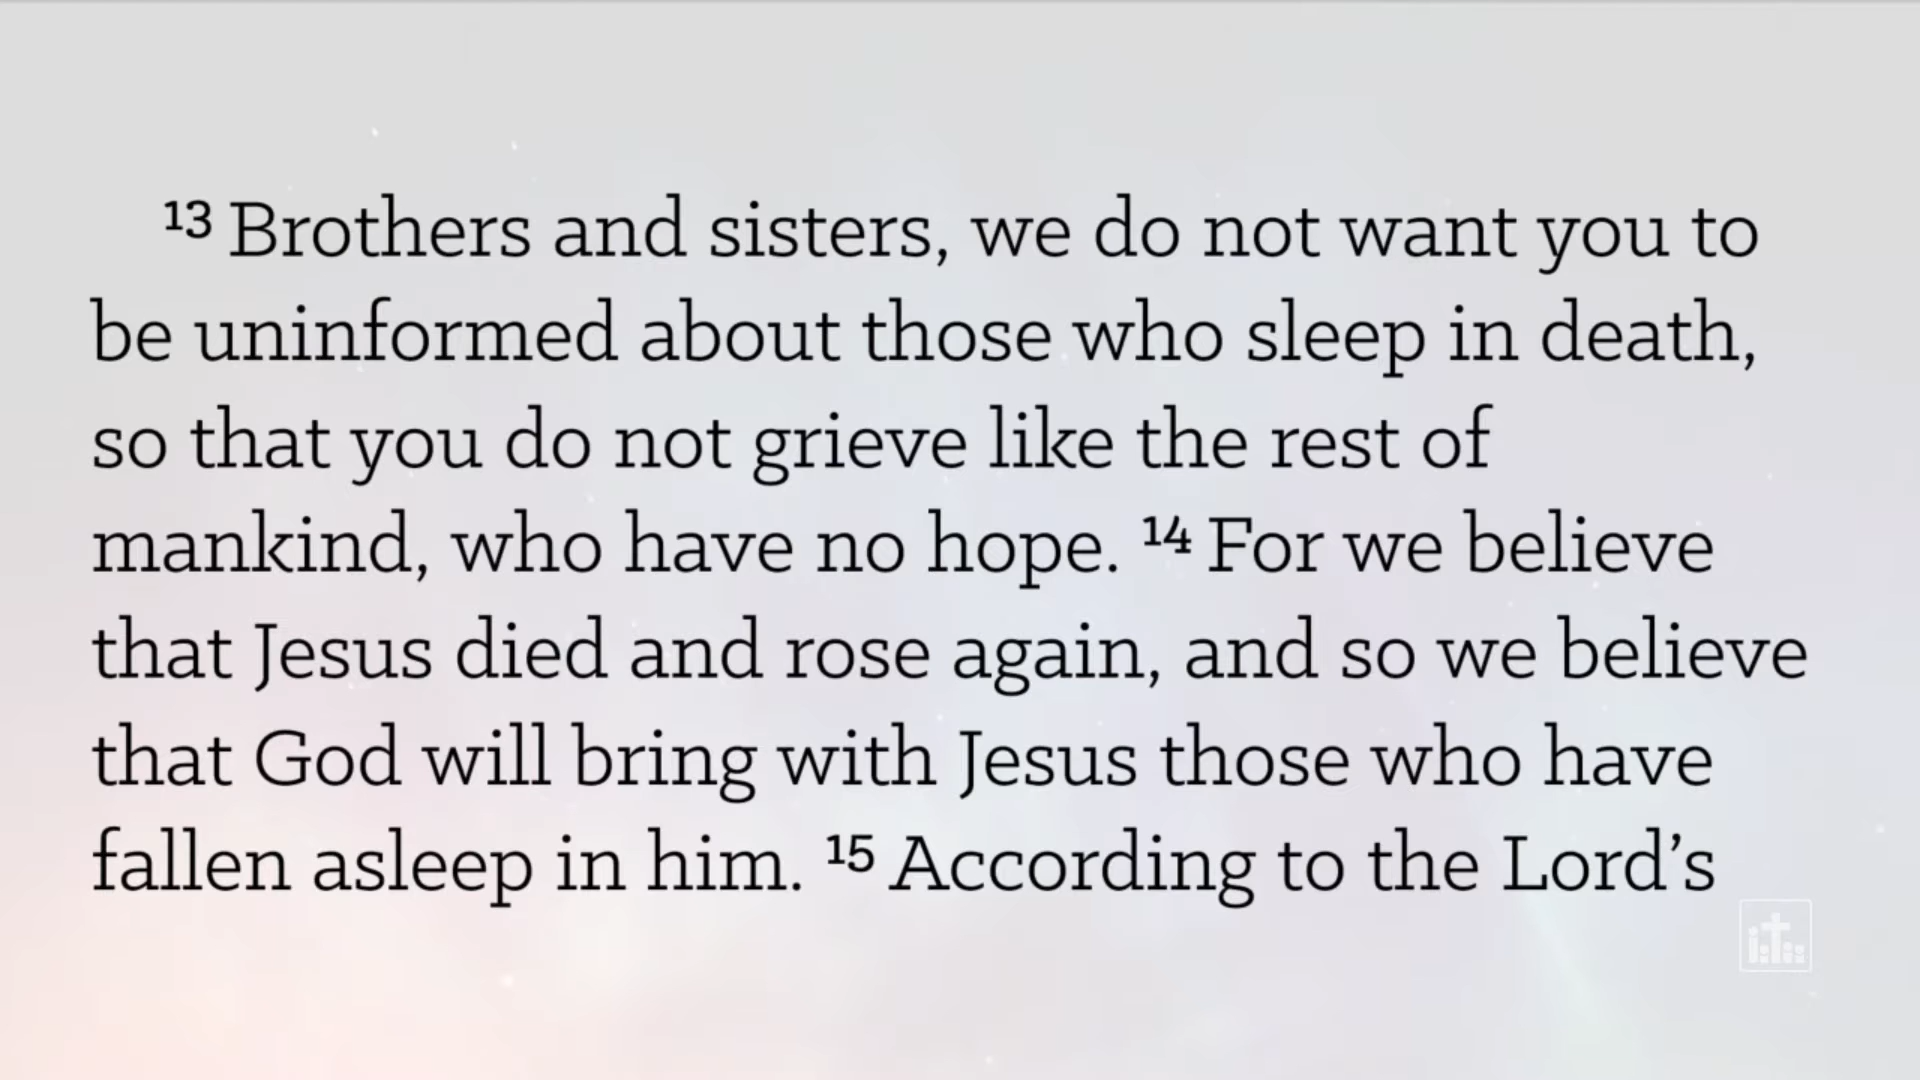 13 Brothers and sisters, we do not want you to
be uninformed about those who sleep in death,
so that you do not grieve like the rest of
mankind, who have no hope. 14 For we believe
that Jesus died and rose again, and so we believe
that God will bring with Jesus those who have
fallen asleep in him. 15 According to the Lord’s